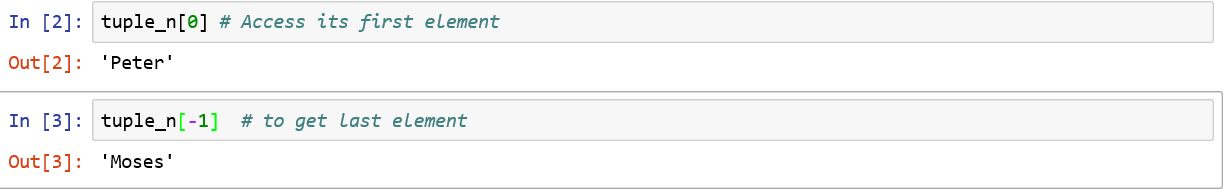 In [2]: tuple_n[0] # Access its first element
Out[2]: 'Peter'
In [3]: tuple_n[-1]  # to get last element
Out[3]: 'Moses'